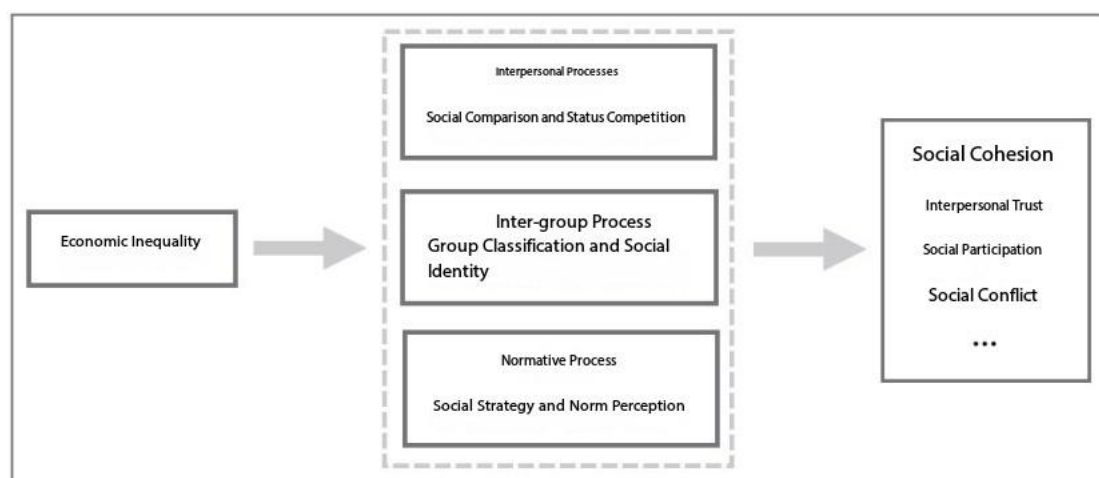 Economic Inequality
Interpersonal Processes
Social Comparison and Status Competition
Inter-group Process
Group Classification and Social
Identity
Normative Process
Social Strategy and Norm Perception
Social Cohesion
Interpersonal Trust
Social Participation
Social Conflict
...